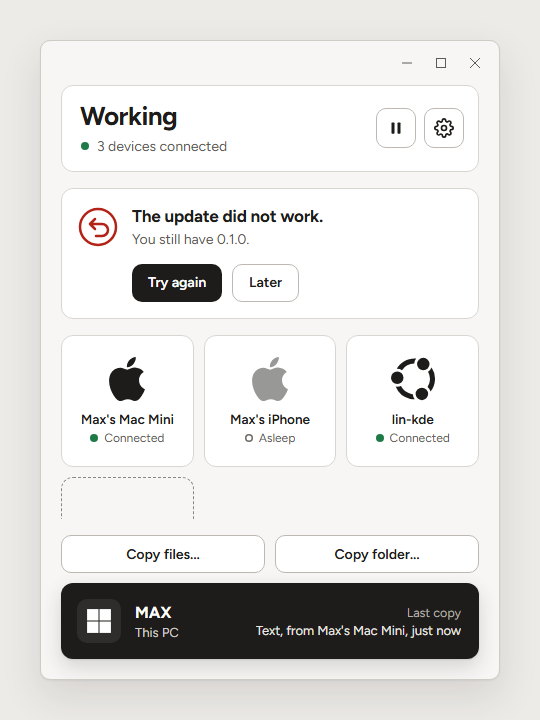 Working
3 devices connected
The update did not work.
You still have 0.1.0.
Try again
Later
Max's Mac Mini
Connected
Max's iPhone
Asleep
lin-kde
Connected
Copy files...
Copy folder...
MAX
This PC
Last copy
Text, from Max's Mac Mini, just now